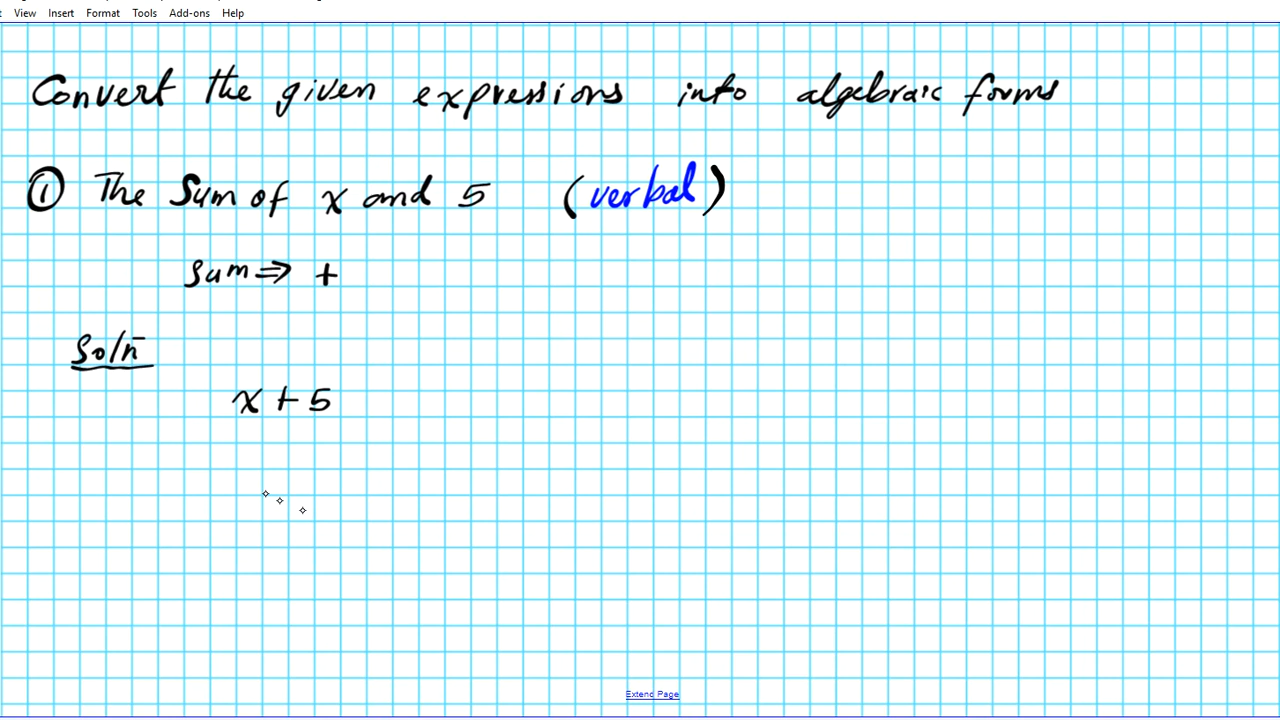 View Insert Format Tools Add-ons Help
Convert the given expressions into algebraic forms
① The Sum of x and 5 (verbal)
Sum ⇒ +
Soln̄
x + 5
Extend Page